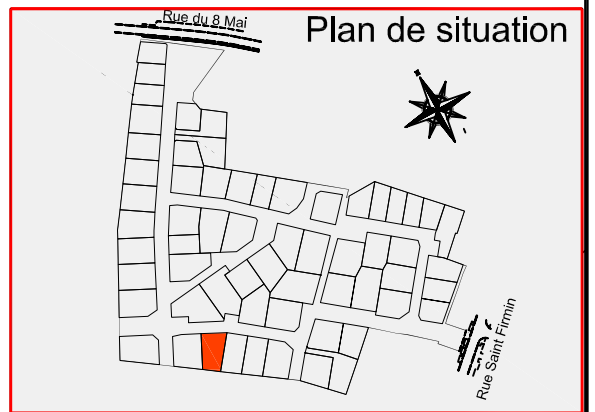 Rue du 8 Mai
Plan de situation
Rue Saint Firmin